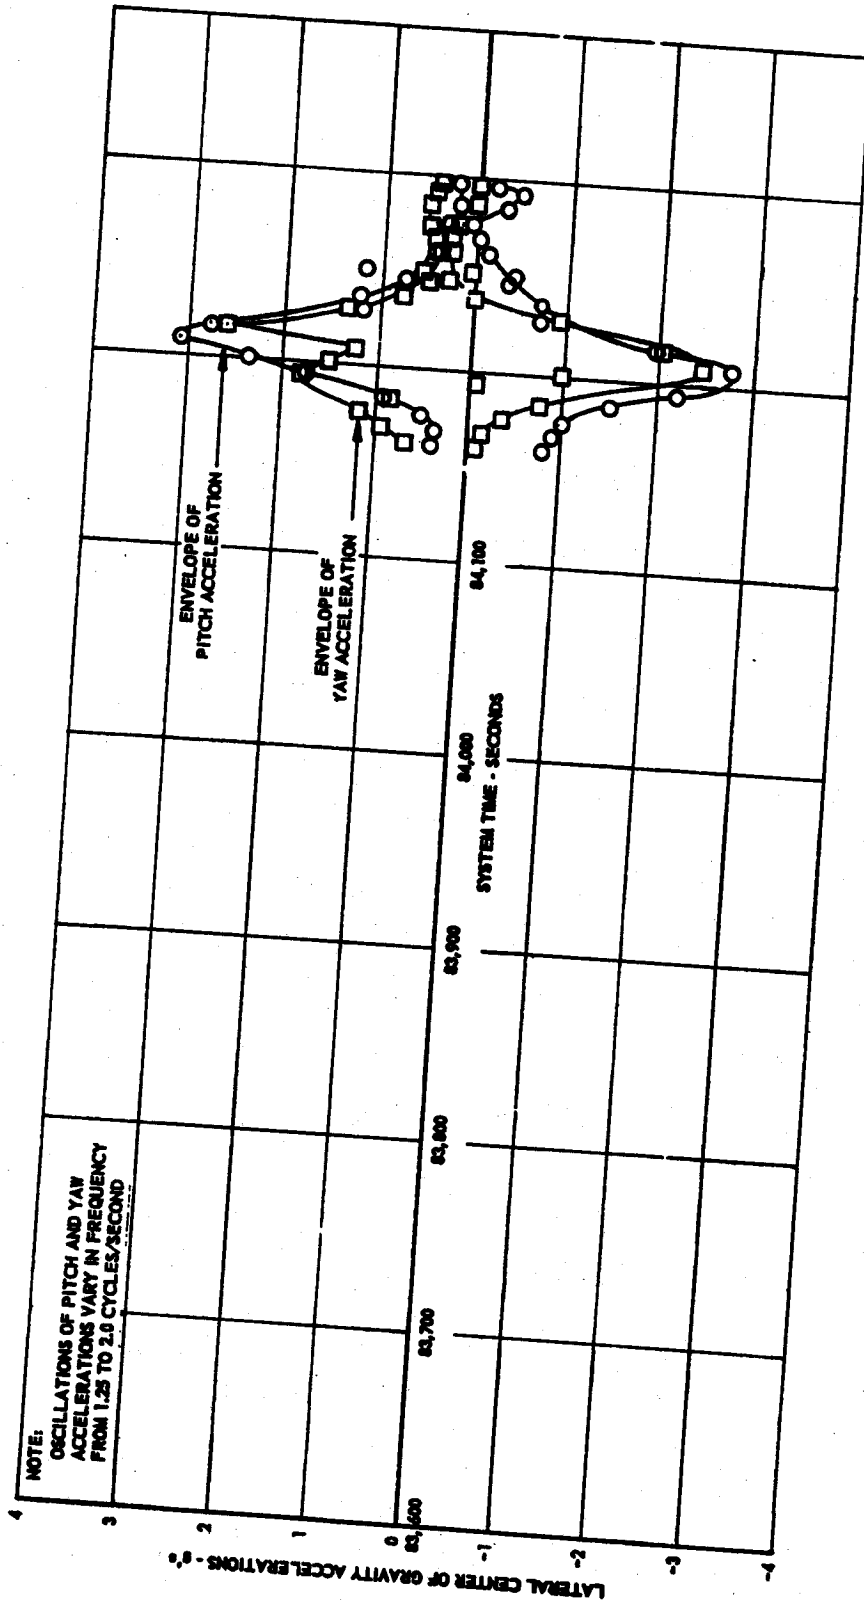 NOTE:
OSCILLATIONS OF PITCH AND YAW
ACCELERATIONS VARY IN FREQUENCY
FROM 1.25 TO 2.0 CYCLES/SECOND
ENVELOPE OF
PITCH ACCELERATION
ENVELOPE OF
YAW ACCELERATION
LATERAL CENTER OF GRAVITY ACCELERATIONS - g's
4
3
2
1
0
-1
-2
-3
-4
83,600
83,700
83,800
83,900
84,000
84,100
SYSTEM TIME - SECONDS